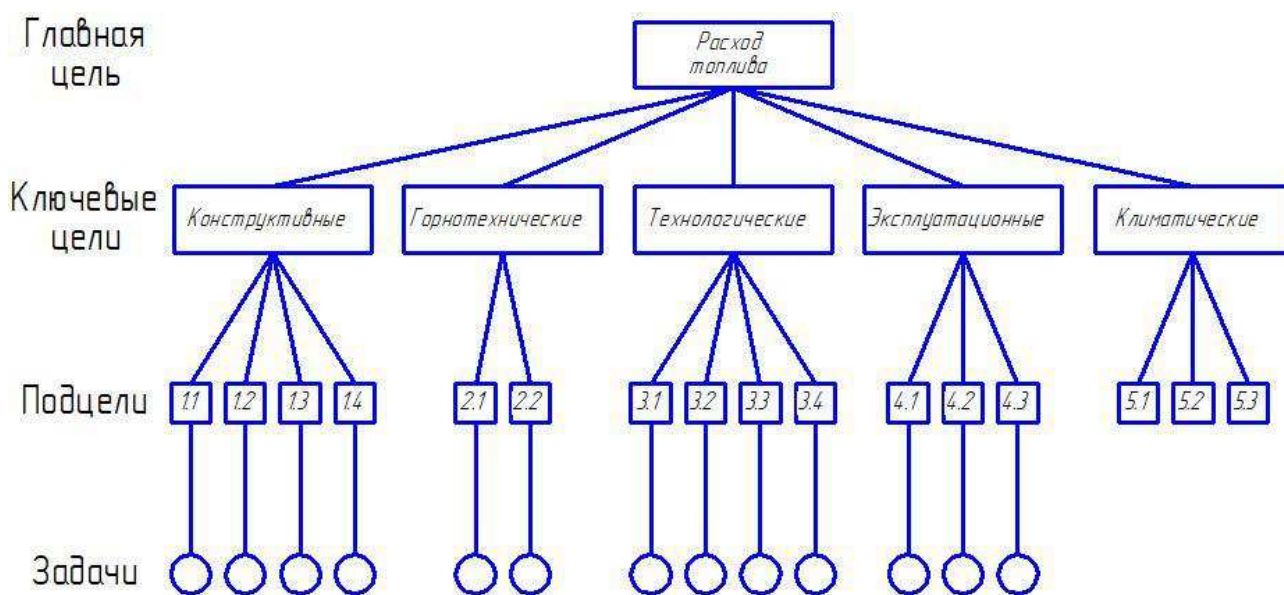 Главная
цель
Расход
топлива
Ключевые
цели
Конструктивные
Горнотехнические
Технологические
Эксплуатационные
Климатические
Подцели
1.1
1.2
1.3
1.4
2.1
2.2
3.1
3.2
3.3
3.4
4.1
4.2
4.3
5.1
5.2
5.3
Задачи